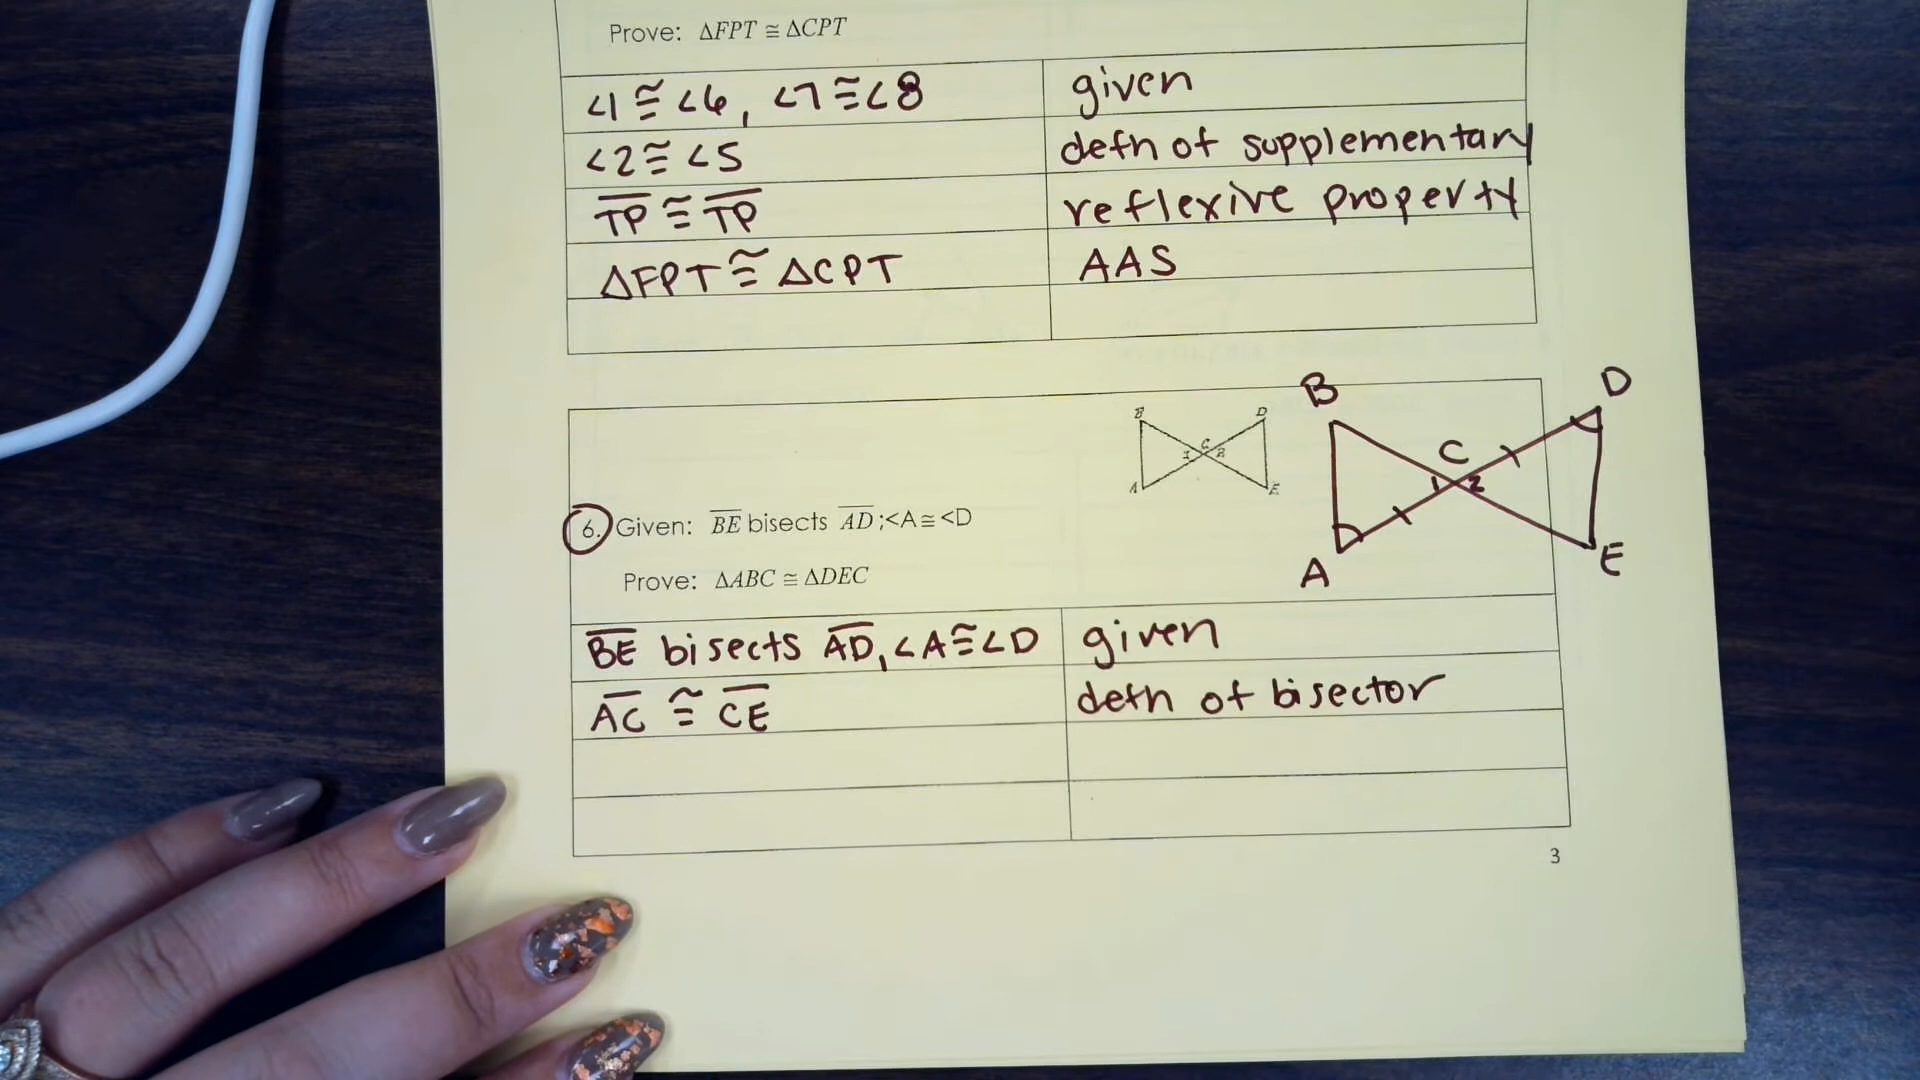 Prove: ΔFPT ≅ ΔCPT
<1 ≅ <6, <7 ≅ <8 given
<2 ≅ <5 defn of supplementary
TP ≅ TP reflexive property
ΔFPT ≅ ΔCPT AAS
B D
C
1 2
A E
B D
C
1 2
A E
6. Given: BE bisects AD ;<A ≅ <D
Prove: ΔABC ≅ ΔDEC
BE bisects AD, <A ≅ <D given
AC ≅ CE defn of bisector
3